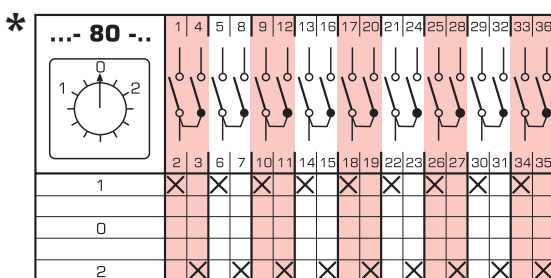 *
...- 80 -..
1 4 5 8 9 12 13 16 17 20 21 24 25 28 29 32 33 36
0
1 2
2 3 6 7 10 11 14 15 18 19 22 23 26 27 30 31 34 35
1 X X X X X X X X X
0
2 X X X X X X X X X